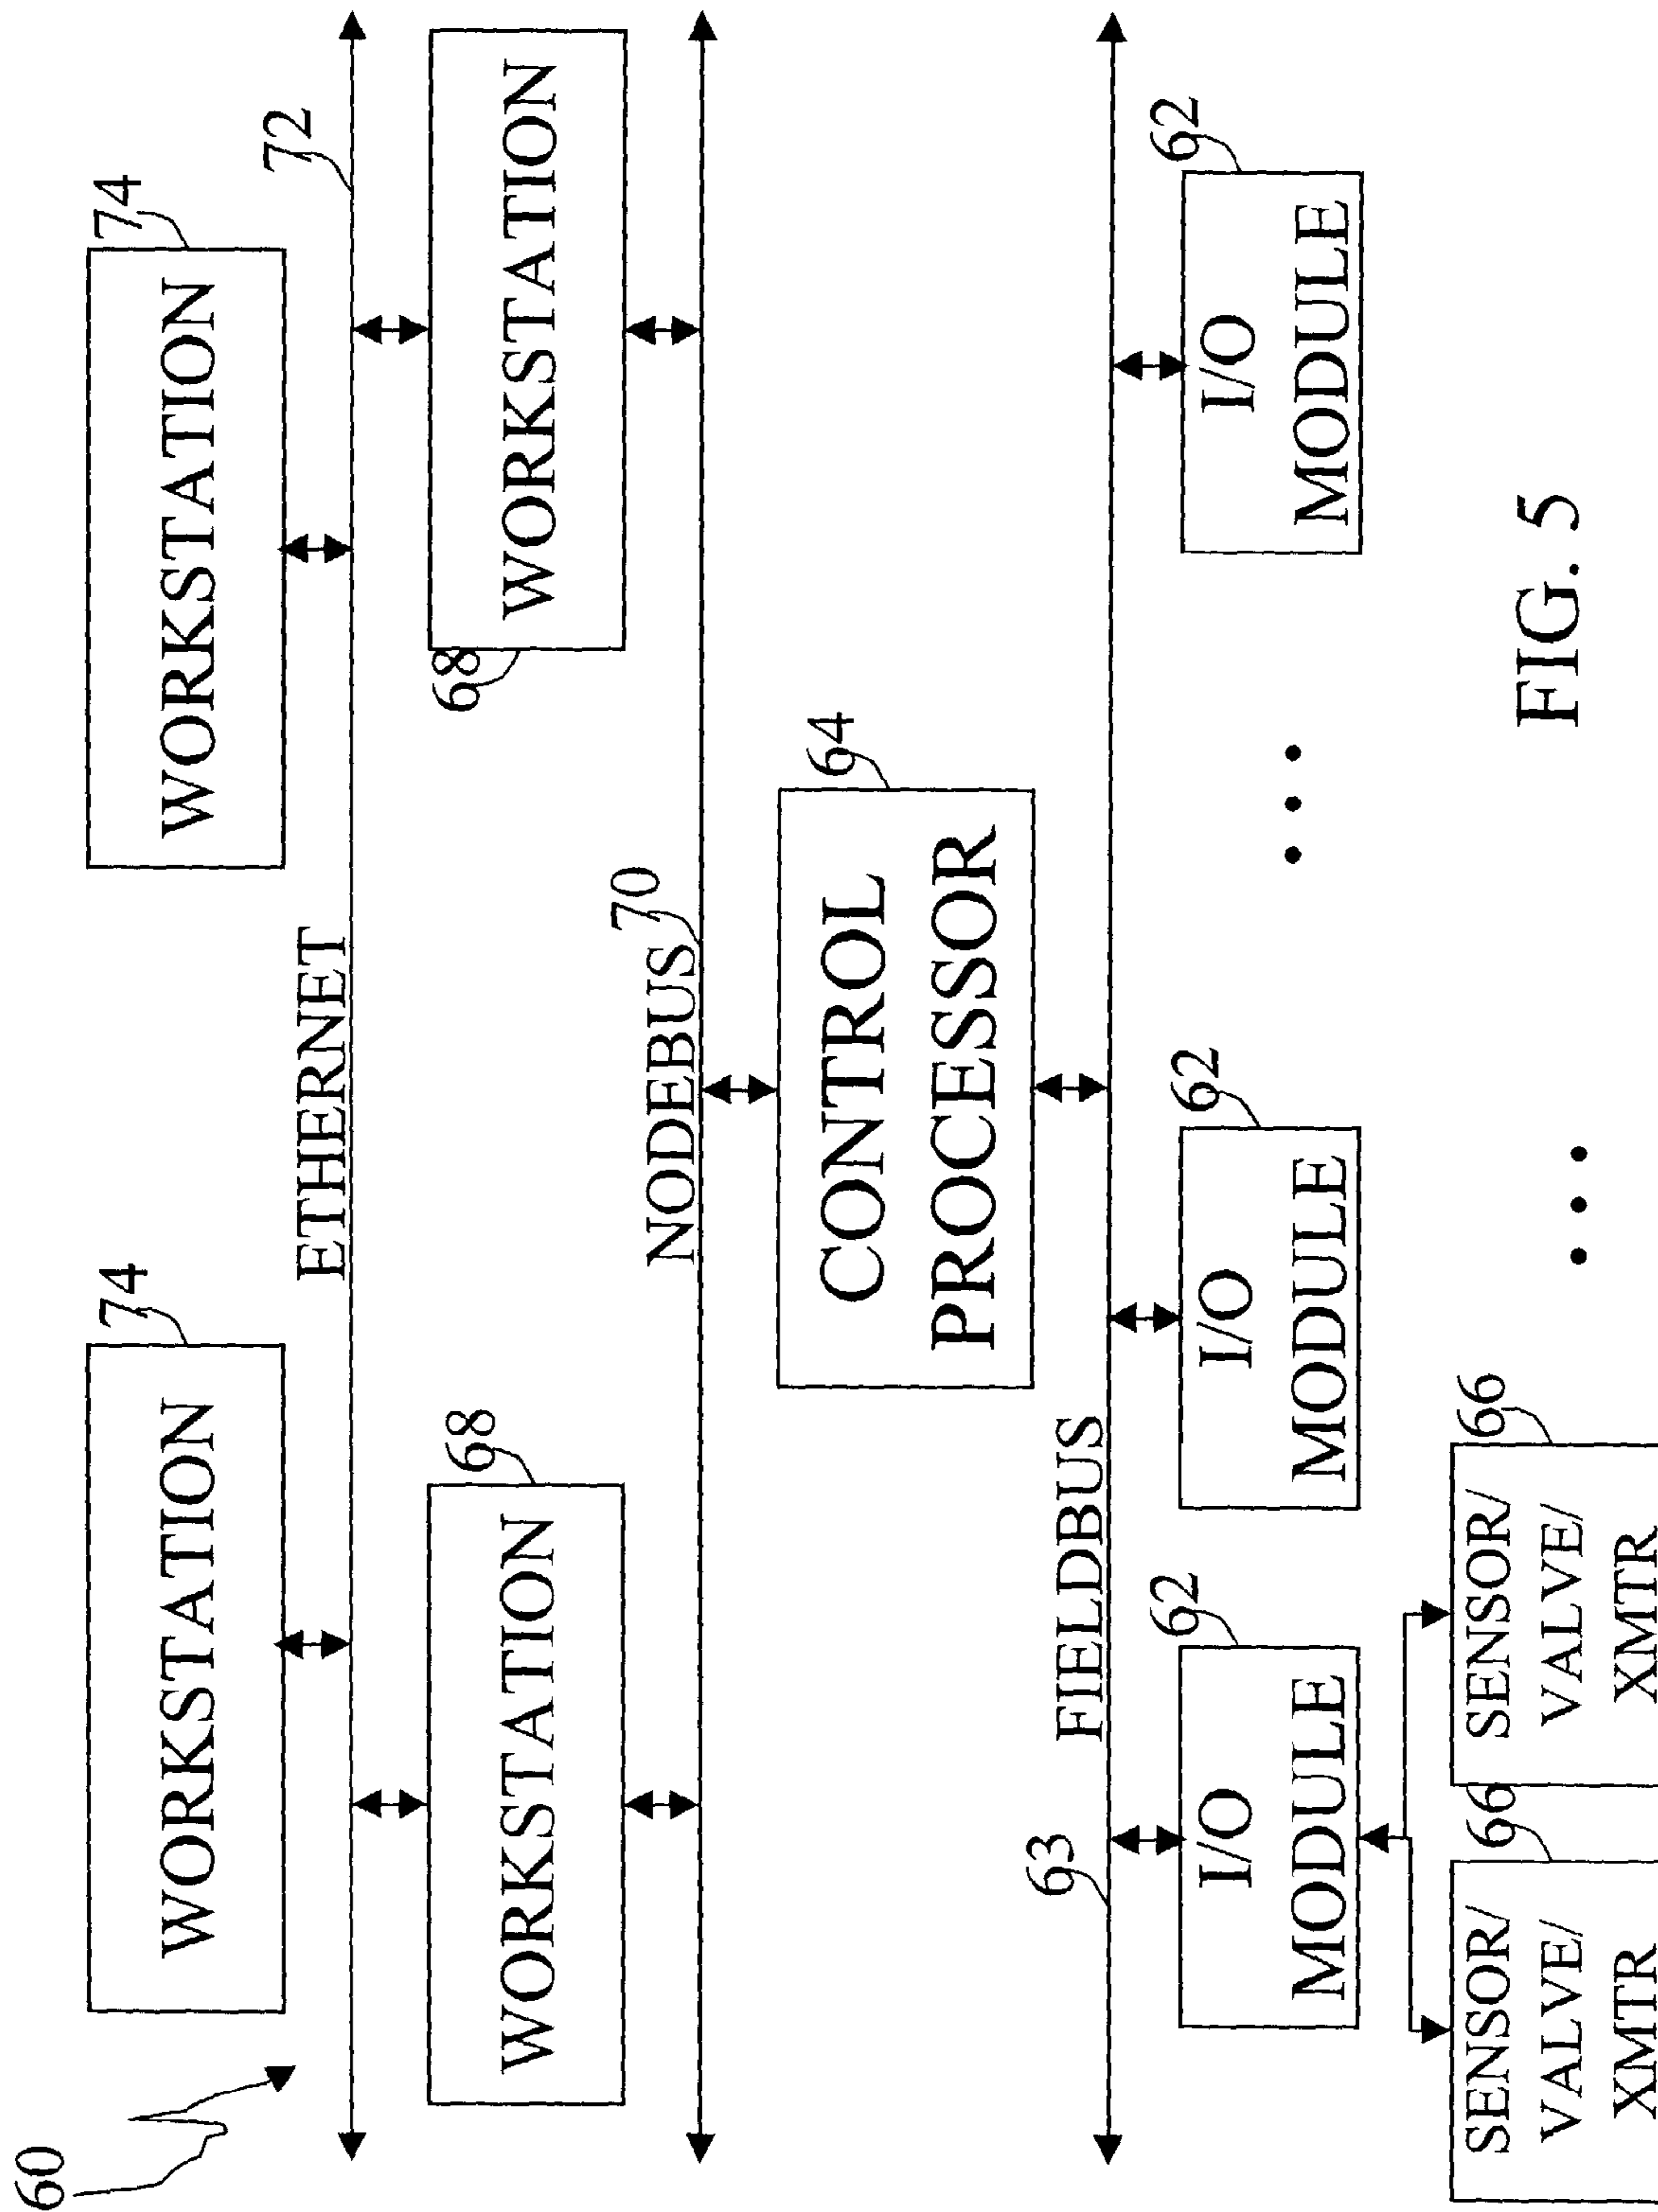 60
74
74
WORKSTATION
WORKSTATION
ETHERNET
72
68
68
WORKSTATION
WORKSTATION
NODEBUS
70
64
CONTROL
PROCESSOR
63
FIELDBUS
62
62
62
I/O
MODULE
I/O
MODULE
I/O
MODULE
• • •
66
66
SENSOR/
VALVE/
XMTR
SENSOR/
VALVE/
XMTR
• • •
FIG. 5